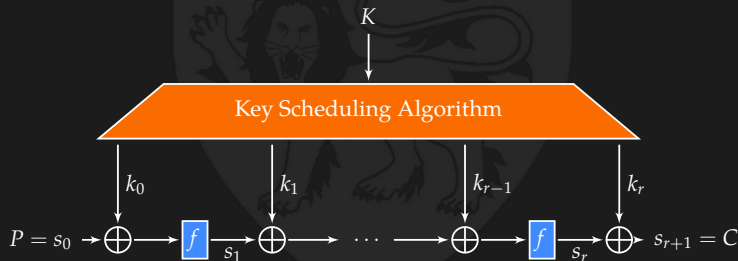 K
Key Scheduling Algorithm
k₀ k₁ kᵣ₋₁ kᵣ
P = s₀ f s₁ ··· f sᵣ sᵣ₊₁ = C